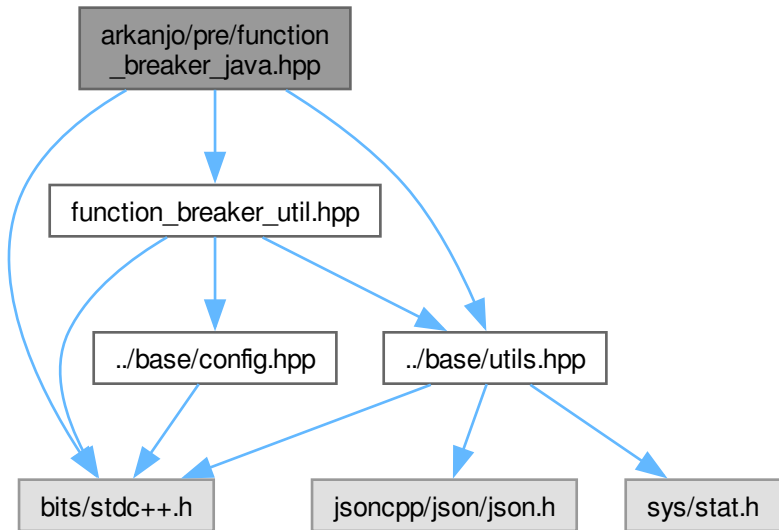 arkanjo/pre/function
_breaker_java.hpp
function_breaker_util.hpp
../base/config.hpp
../base/utils.hpp
bits/stdc++.h
jsoncpp/json/json.h
sys/stat.h